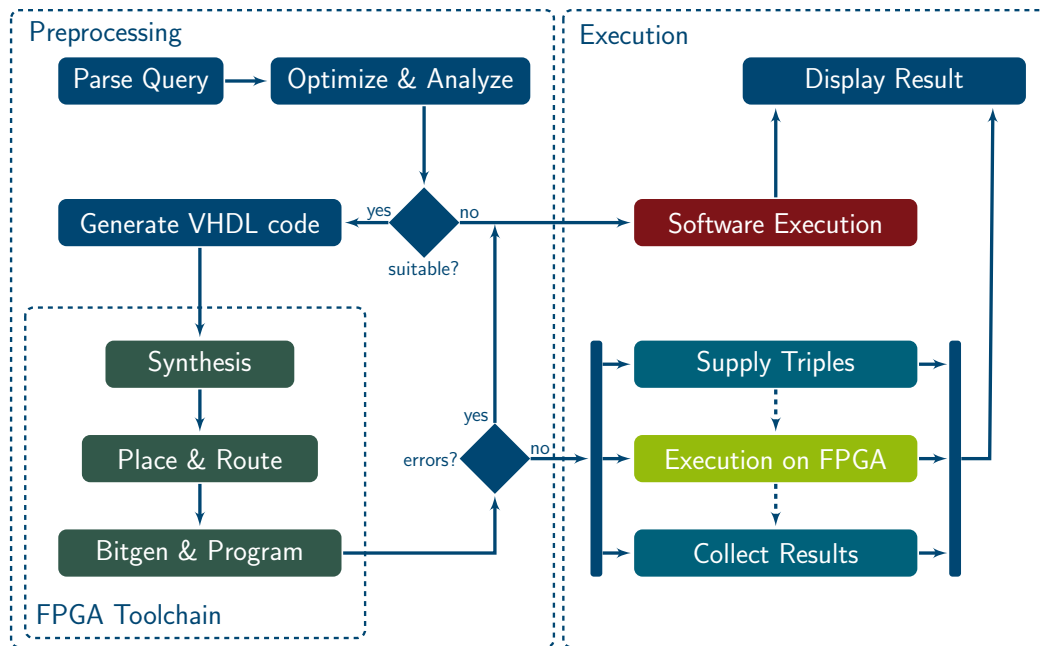 Preprocessing
Execution
Parse Query
Optimize & Analyze
Display Result
yes
no
Generate VHDL code
Software Execution
suitable?
Synthesis
Supply Triples
yes
Place & Route
errors?
no
Execution on FPGA
Bitgen & Program
Collect Results
FPGA Toolchain